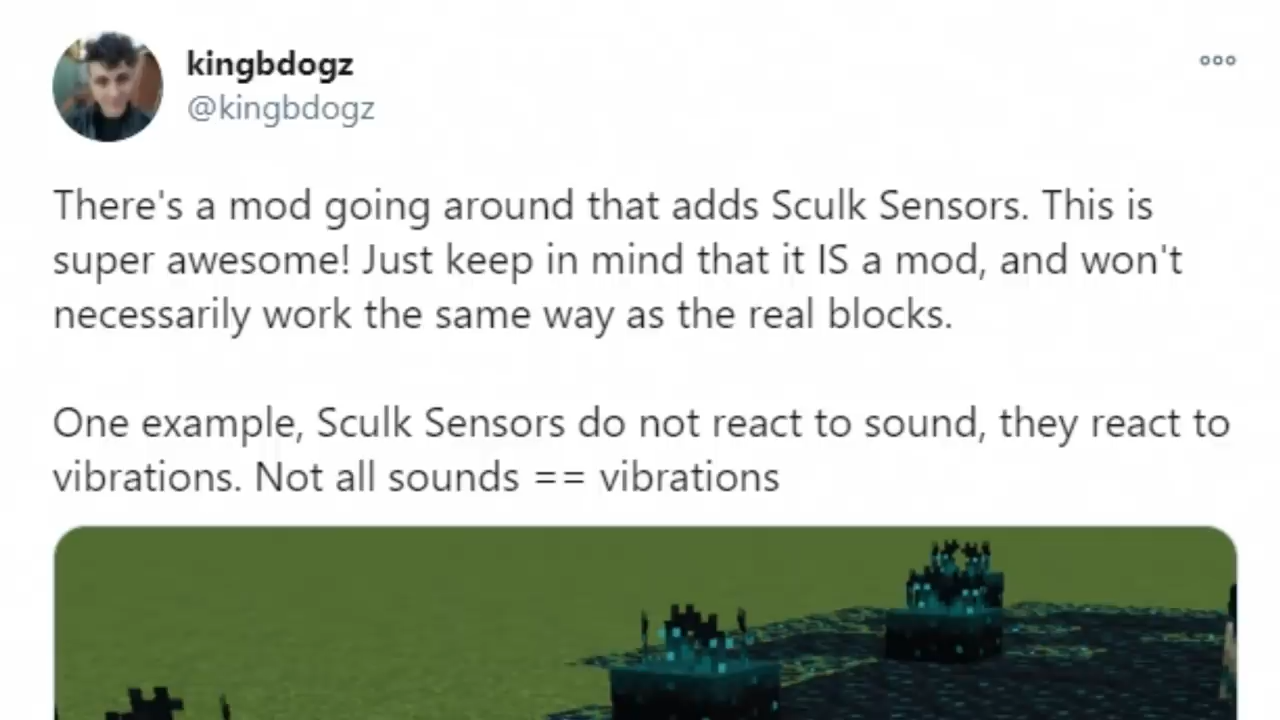 kingbdogz
@kingbdogz
There's a mod going around that adds Sculk Sensors. This is
super awesome! Just keep in mind that it IS a mod, and won't
necessarily work the same way as the real blocks.
One example, Sculk Sensors do not react to sound, they react to
vibrations. Not all sounds == vibrations